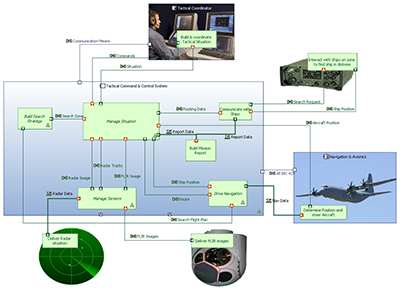 Tactical Coordinator
Build & coordinate
Tactical Situation
Communication Means
Commands
Situation
Interact with Ships on zone
to find ship in distress
Tactical Command & Control System
Search Request
Ship Position
Build Search
Strategy
Search Zone
Manage Situation
Routing Data
Communicate with
Ships
Aircraft Position
Report Data
Report Data
Build Mission
Report
Radar Tracks
Radar Image
FLIR Image
Ship Position
Route
Navigation & Avionics
Radar Data
Manage Sensors
Drive Navigation
Nav Data
Determine Position and
steer Aircraft
Search Flight Plan
Deliver Radar
situation
Deliver FLIR Images